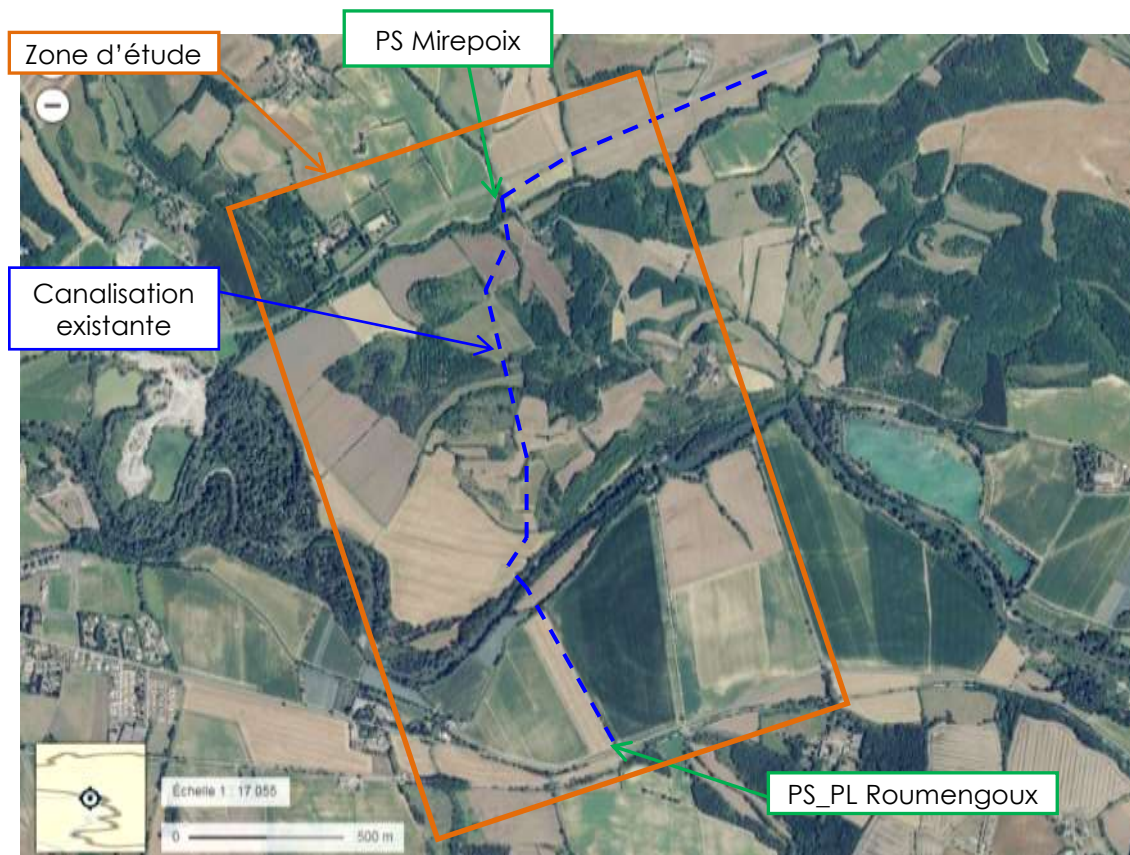 PS Mirepoix
Zone d’étude
Canalisation
existante
PS_PL Roumengoux
Échelle 1 : 17 055
0 500 m